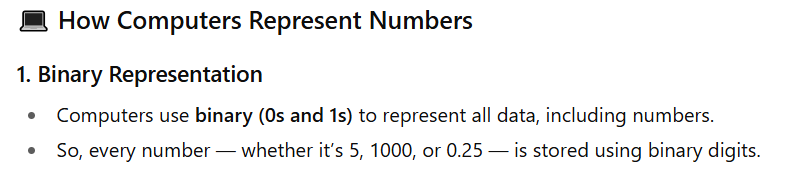 💻 How Computers Represent Numbers
1. Binary Representation
• Computers use binary (0s and 1s) to represent all data, including numbers.
• So, every number — whether it's 5, 1000, or 0.25 — is stored using binary digits.